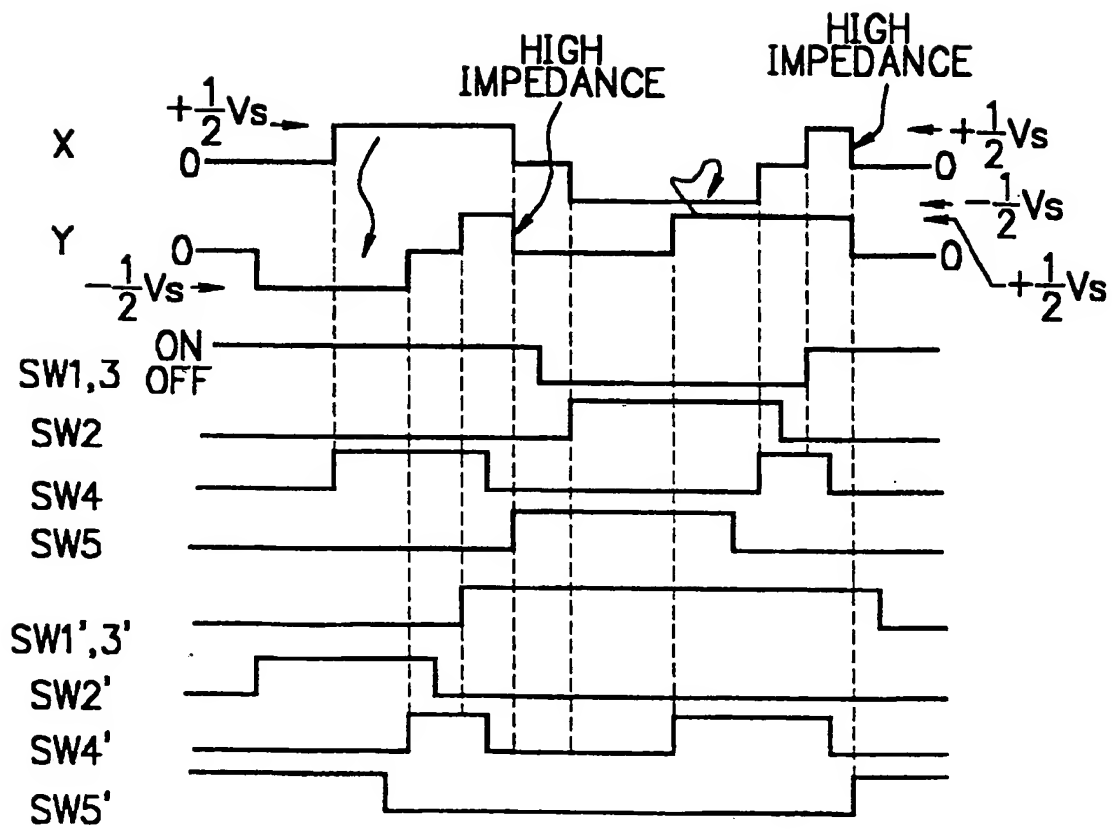 HIGH
IMPEDANCE
HIGH
IMPEDANCE
+1/2Vs
X
0
+1/2Vs
0
-1/2Vs
Y
0
0
-1/2Vs
+1/2Vs
ON
SW1,3 OFF
SW2
SW4
SW5
SW1',3'
SW2'
SW4'
SW5'